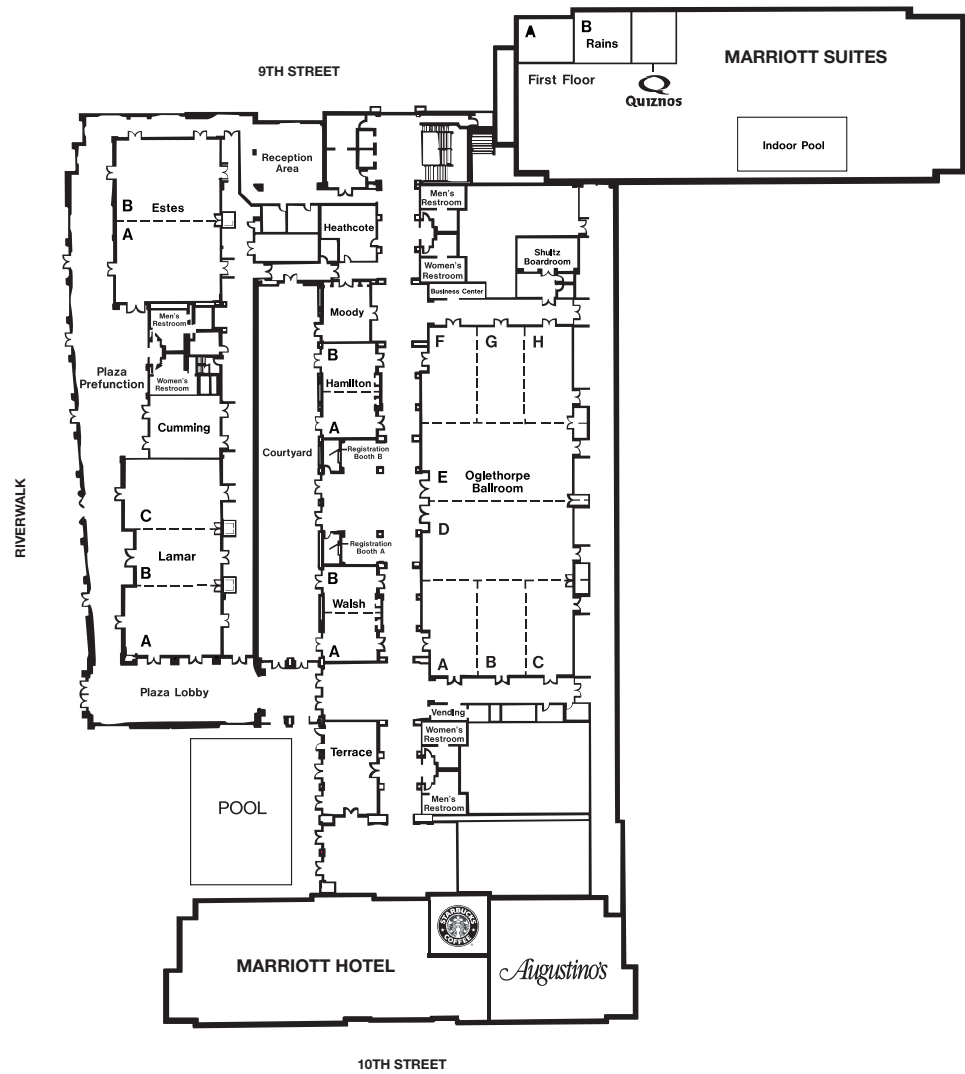 A
B
Rains
MARRIOTT SUITES
First Floor
Quiznos
Indoor Pool
9TH STREET
Reception
Area
Men's
Restroom
B
Estes
A
Heathcote
Women's
Restroom
Shultz
Boardroom
Business Center
Moody
Men's
Restroom
F
G
H
B
Hamilton
A
Plaza
Prefunction
Women's
Restroom
Cumming
Courtyard
Registration
Booth B
E
Oglethorpe
Ballroom
D
RIVERWALK
C
Lamar
B
A
Registration
Booth A
B
Walsh
A
A
B
C
Plaza Lobby
Vending
Women's
Restroom
Terrace
Men's
Restroom
POOL
STARBUCKS
COFFEE
MARRIOTT HOTEL
Augustino's
10TH STREET